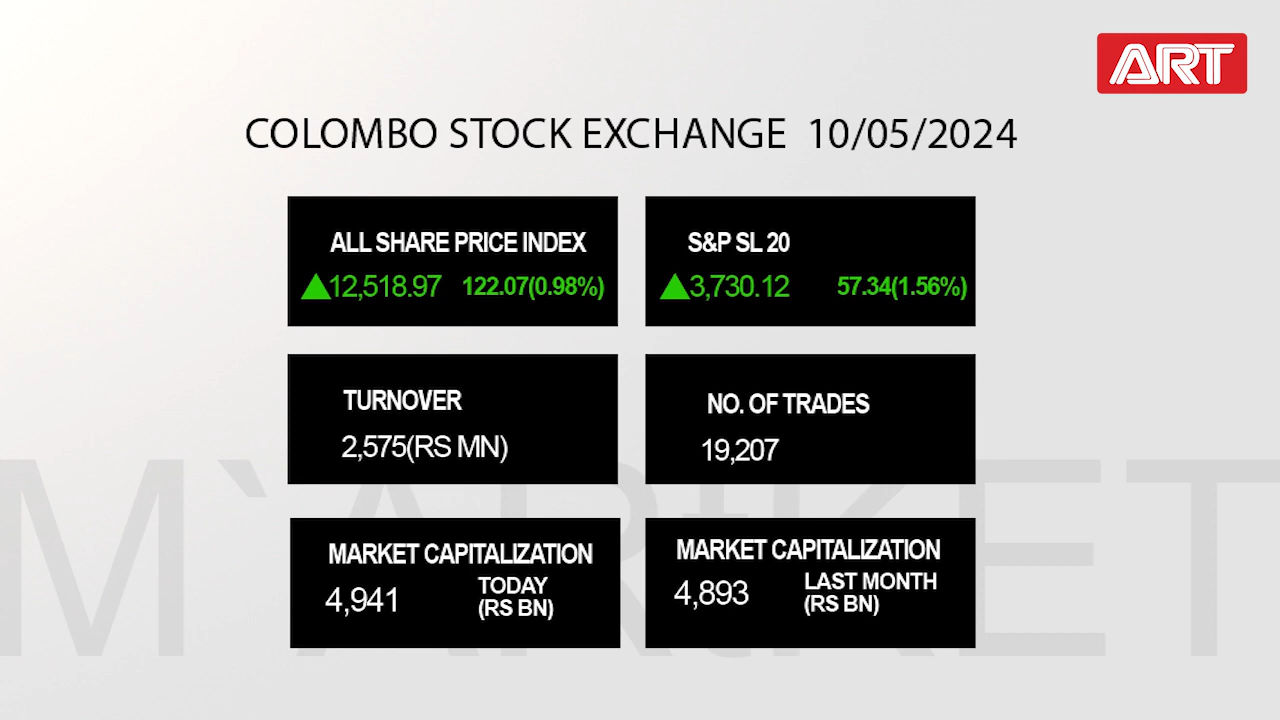 ART
COLOMBO STOCK EXCHANGE 10/05/2024
ALL SHARE PRICE INDEX
▲12,518.97 122.07(0.98%)
S&P SL 20
▲3,730.12 57.34(1.56%)
TURNOVER
2,575(RS MN)
NO. OF TRADES
19,207
MARKET CAPITALIZATION
4,941 TODAY
(RS BN)
MARKET CAPITALIZATION
4,893 LAST MONTH
(RS BN)
M`ARKET